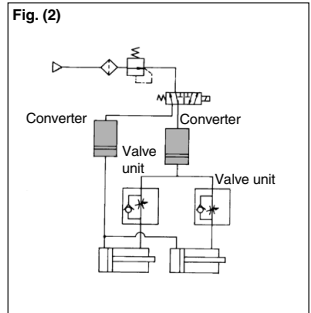 Fig. (2)
Converter
Converter
Valve
unit
Valve unit